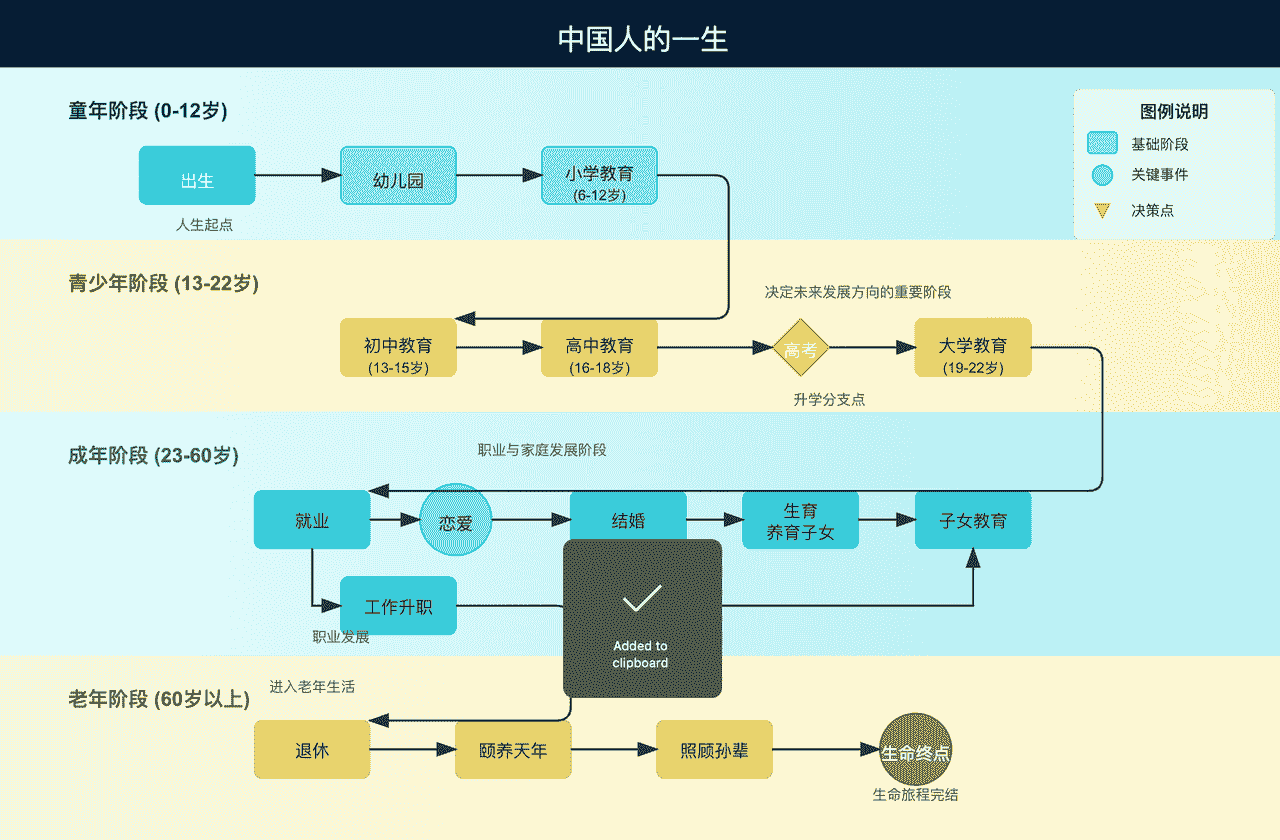 中国人的一生
童年阶段 (0-12岁)
图例说明
基础阶段
关键事件
决策点
出生
幼儿园
小学教育
(6-12岁)
人生起点
青少年阶段 (13-22岁)
决定未来发展方向的重要阶段
初中教育
(13-15岁)
高中教育
(16-18岁)
高考
大学教育
(19-22岁)
升学分支点
成年阶段 (23-60岁)
职业与家庭发展阶段
就业
恋爱
结婚
生育
养育子女
子女教育
工作升职
职业发展
Added to
clipboard
老年阶段 (60岁以上)
进入老年生活
退休
颐养天年
照顾孙辈
生命终点
生命旅程完结